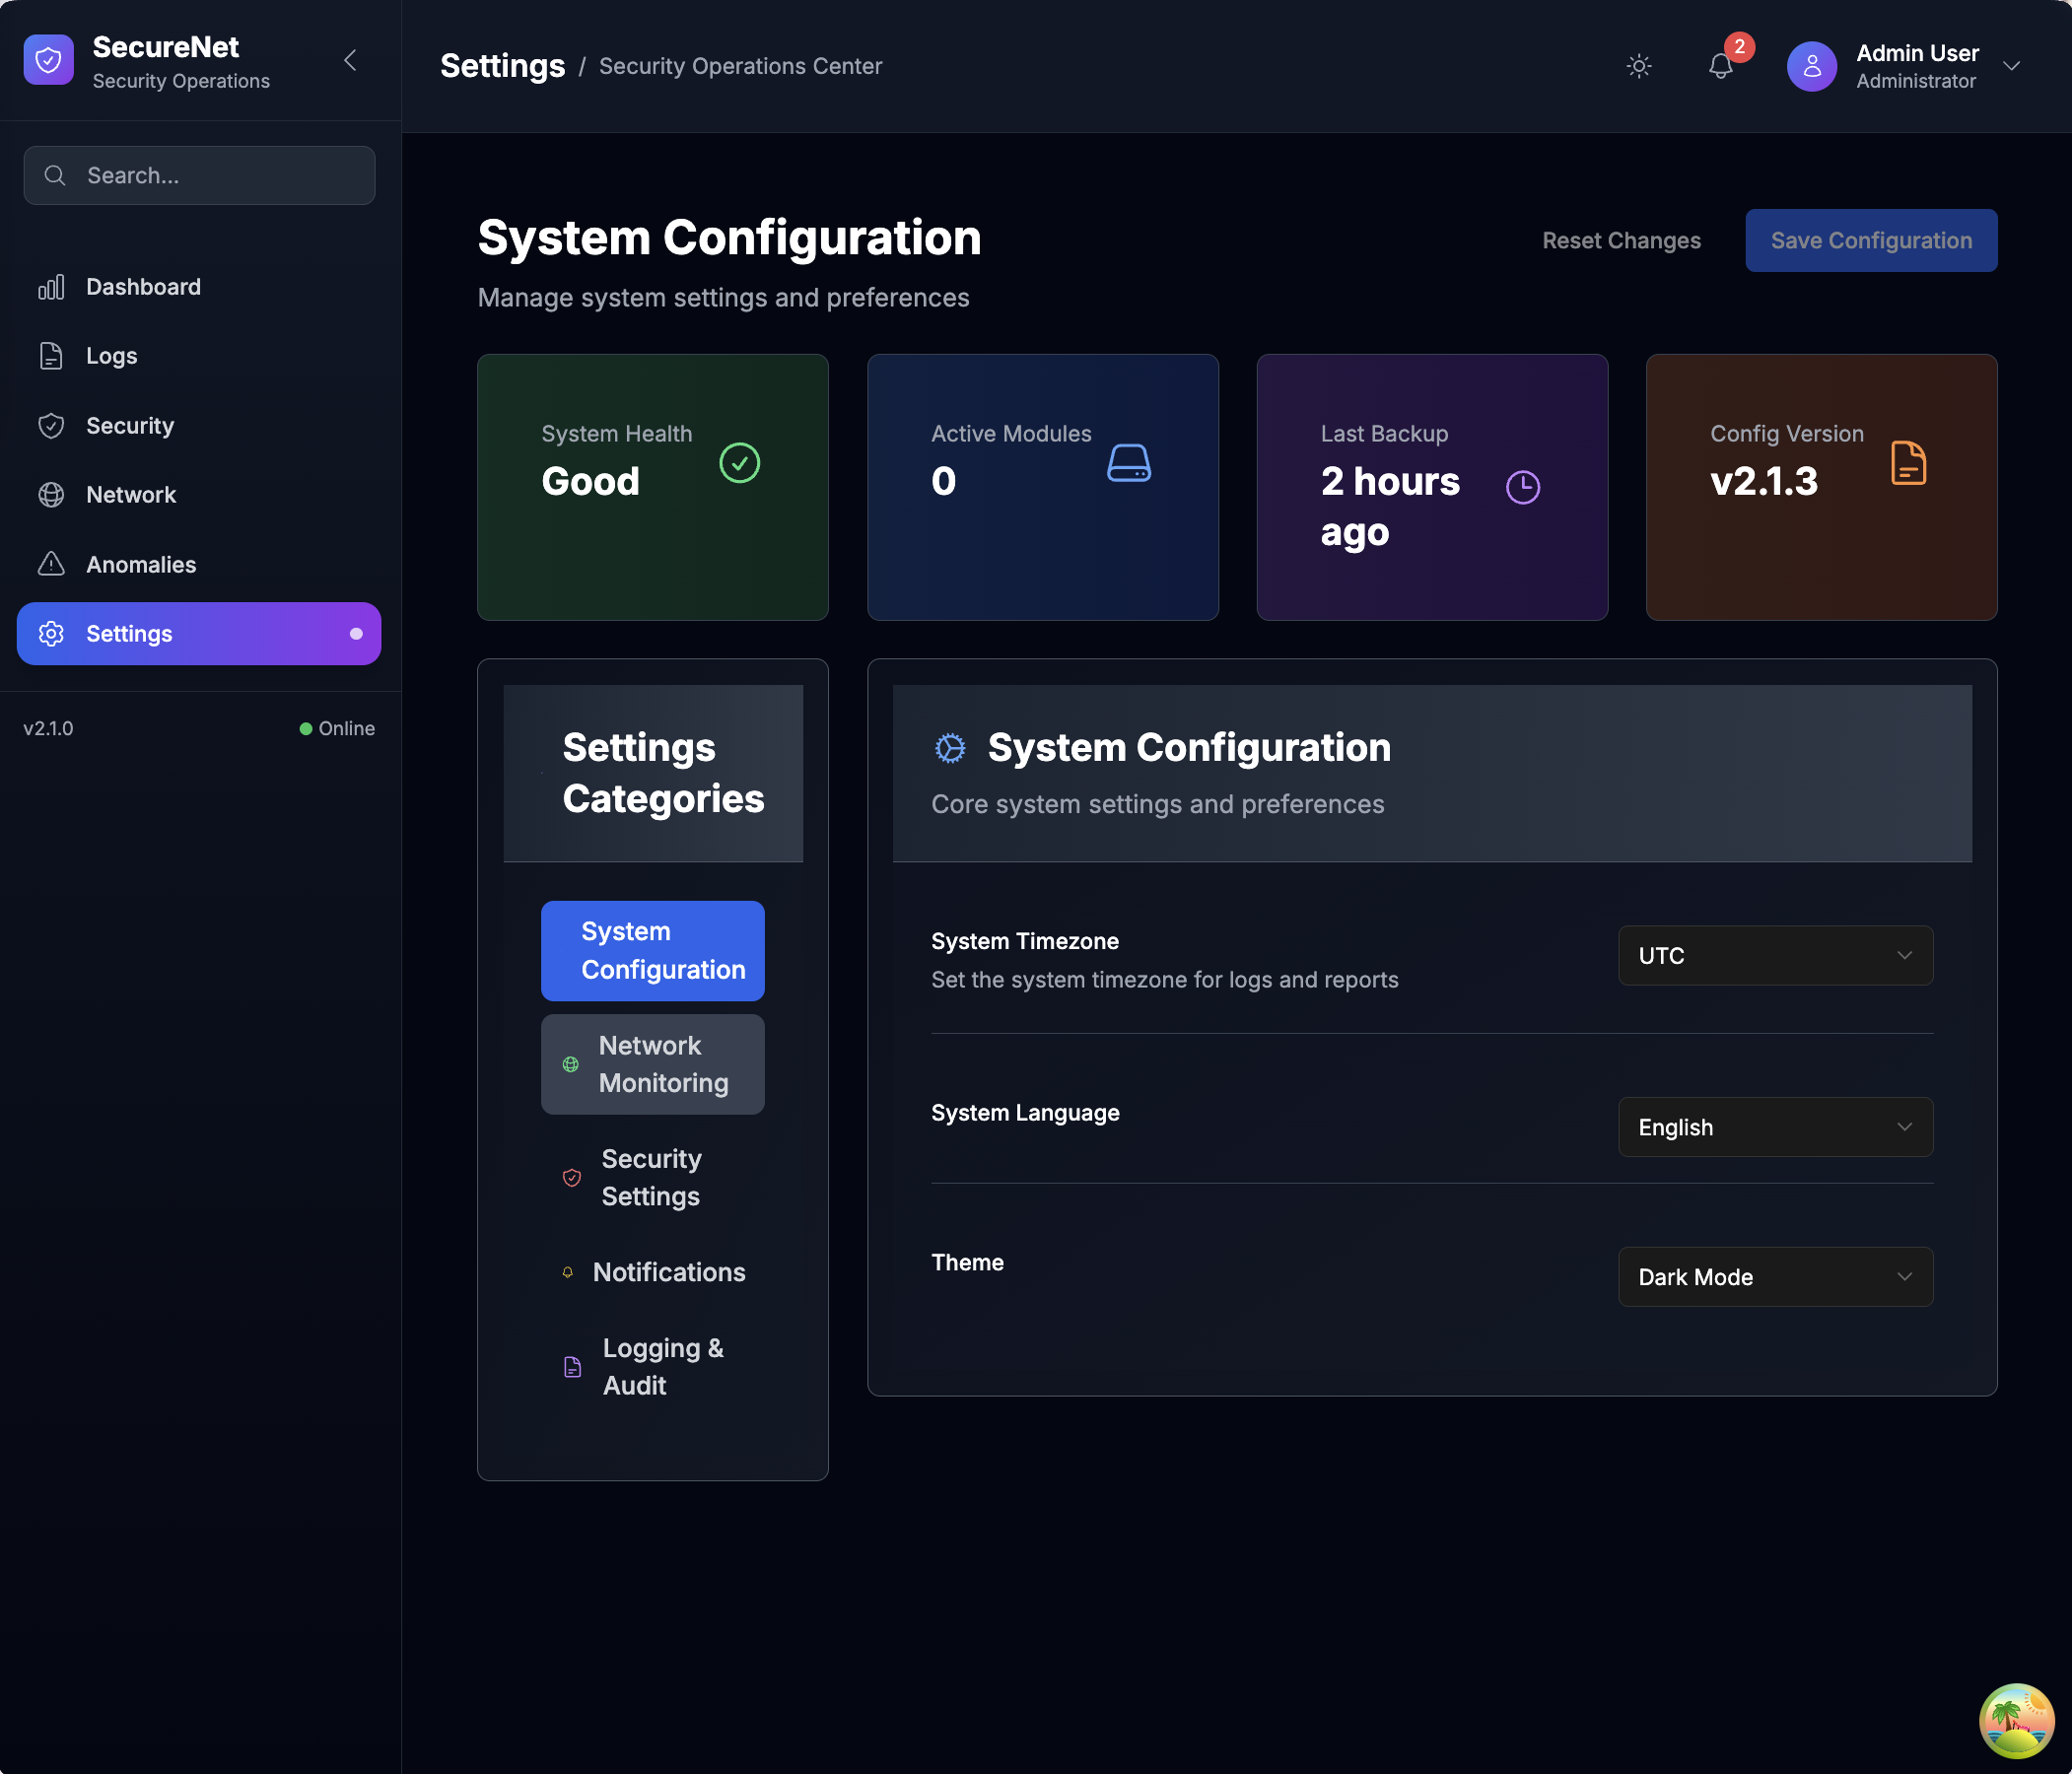 SecureNet
Security Operations
Search...
Dashboard
Logs
Security
Network
Anomalies
Settings
v2.1.0
Online
Settings / Security Operations Center
2
Admin User
Administrator
System Configuration
Manage system settings and preferences
Reset Changes
Save Configuration
System Health
Good
Active Modules
0
Last Backup
2 hours
ago
Config Version
v2.1.3
Settings
Categories
System
Configuration
Network
Monitoring
Security
Settings
Notifications
Logging &
Audit
System Configuration
Core system settings and preferences
System Timezone
Set the system timezone for logs and reports
UTC
System Language
English
Theme
Dark Mode